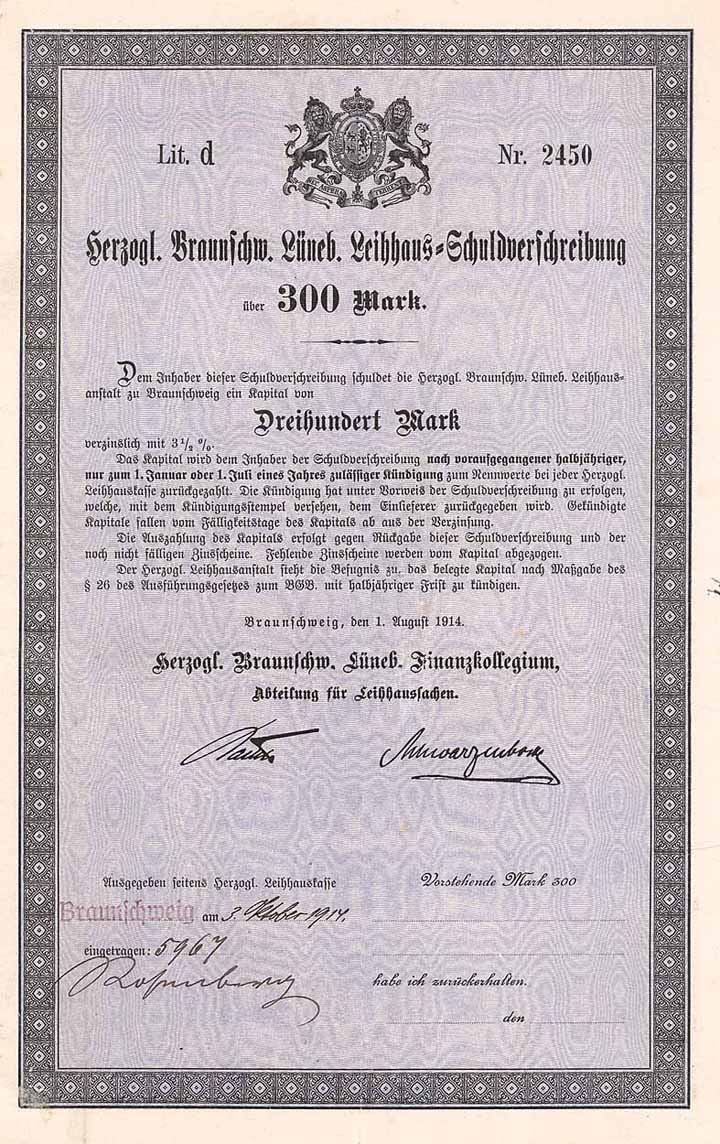 Lit. d
Nr. 2450
NEC ASPERA TERRENT
Herzogl. Braunschw. Lüneb. Leihhaus=Schuldverschreibung
über 300 Mark.
Dem Inhaber dieser Schuldverschreibung schuldet die Herzogl. Braunschw. Lüneb. Leihhaus=
anstalt zu Braunschweig ein Kapital von
Dreihundert Mark
verzinslich mit 3 1/2 %.
Das Kapital wird dem Inhaber der Schuldverschreibung nach vorausgegangener halbjähriger,
nur zum 1. Januar oder 1. Juli eines Jahres zulässiger Kündigung zum Nennwerte bei jeder Herzogl.
Leihhauskasse zurückgezahlt. Die Kündigung hat unter Vorweis der Schuldverschreibung zu erfolgen,
welche, mit dem Kündigungsstempel versehen, dem Einlieferer zurückgegeben wird. Gekündigte
Kapitale fallen vom Fälligkeitstage des Kapitals ab aus der Verzinsung.
Die Auszahlung des Kapitals erfolgt gegen Rückgabe dieser Schuldverschreibung und der
noch nicht fälligen Zinsscheine. Fehlende Zinsscheine werden vom Kapital abgezogen.
Der Herzogl. Leihhausanstalt steht die Befugnis zu, das belegte Kapital nach Maßgabe des
§ 26 des Ausführungsgesetzes zum BGB. mit halbjähriger Frist zu kündigen.
Braunschweig, den 1. August 1914.
Herzogl. Braunschw. Lüneb. Finanzkollegium,
Abteilung für Leihhaussachen.
Ausgegeben seitens Herzogl. Leihhauskasse
Braunschweig am 3. Oktober 1914.
eingetragen: 5967
Rosenberg
Vorstehende Mark 300
habe ich zurückerhalten.
den